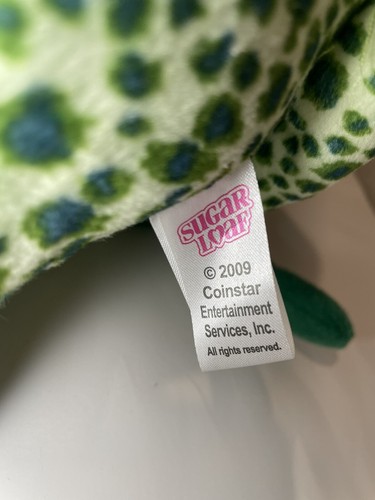 SUGAR
LOAF
© 2009
Coinstar
Entertainment
Services, Inc.
All rights reserved.